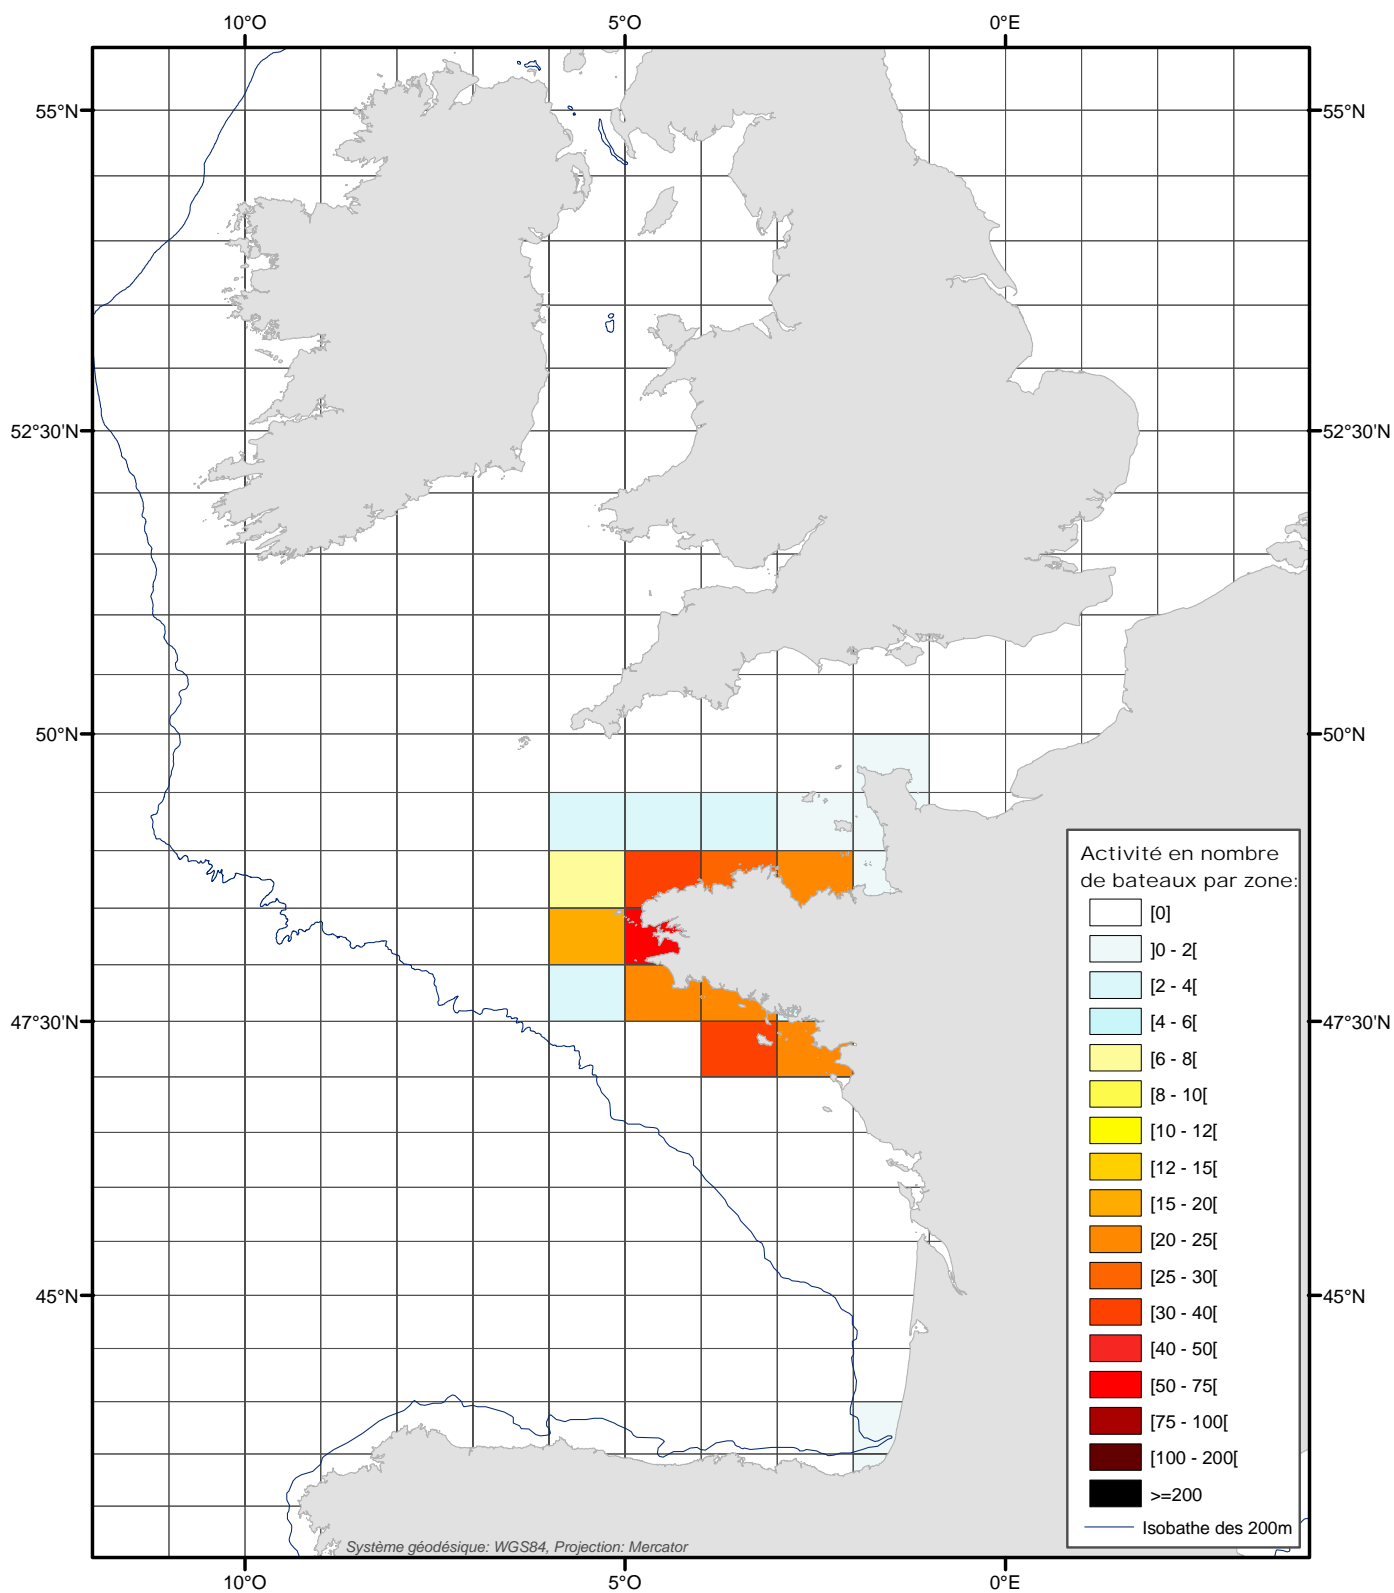 10°O 5°O 0°E
55°N 55°N
52°30'N 52°30'N
50°N 50°N
47°30'N 47°30'N
45°N 45°N
Activité en nombre
de bateaux par zone:
[0]
]0 - 2[
[2 - 4[
[4 - 6[
[6 - 8[
[8 - 10[
[10 - 12[
[12 - 15[
[15 - 20[
[20 - 25[
[25 - 30[
[30 - 40[
[40 - 50[
[50 - 75[
[75 - 100[
[100 - 200[
>=200
Isobathe des 200m
Système géodésique: WGS84, Projection: Mercator
10°O 5°O 0°E